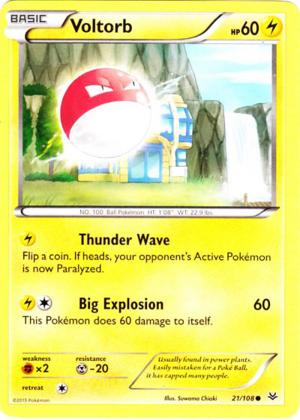 BASIC
Voltorb HP60
NO. 100 Ball Pokémon HT: 1'08" WT: 22.9 lbs.
Thunder Wave
Flip a coin. If heads, your opponent's Active Pokémon
is now Paralyzed.
Big Explosion 60
This Pokémon does 60 damage to itself.
weakness
×2
resistance
-20
retreat
Usually found in power plants.
Easily mistaken for a Poké Ball,
it has zapped many people.
©2015 Pokémon
Illus. Suwama Chiaki
21/108